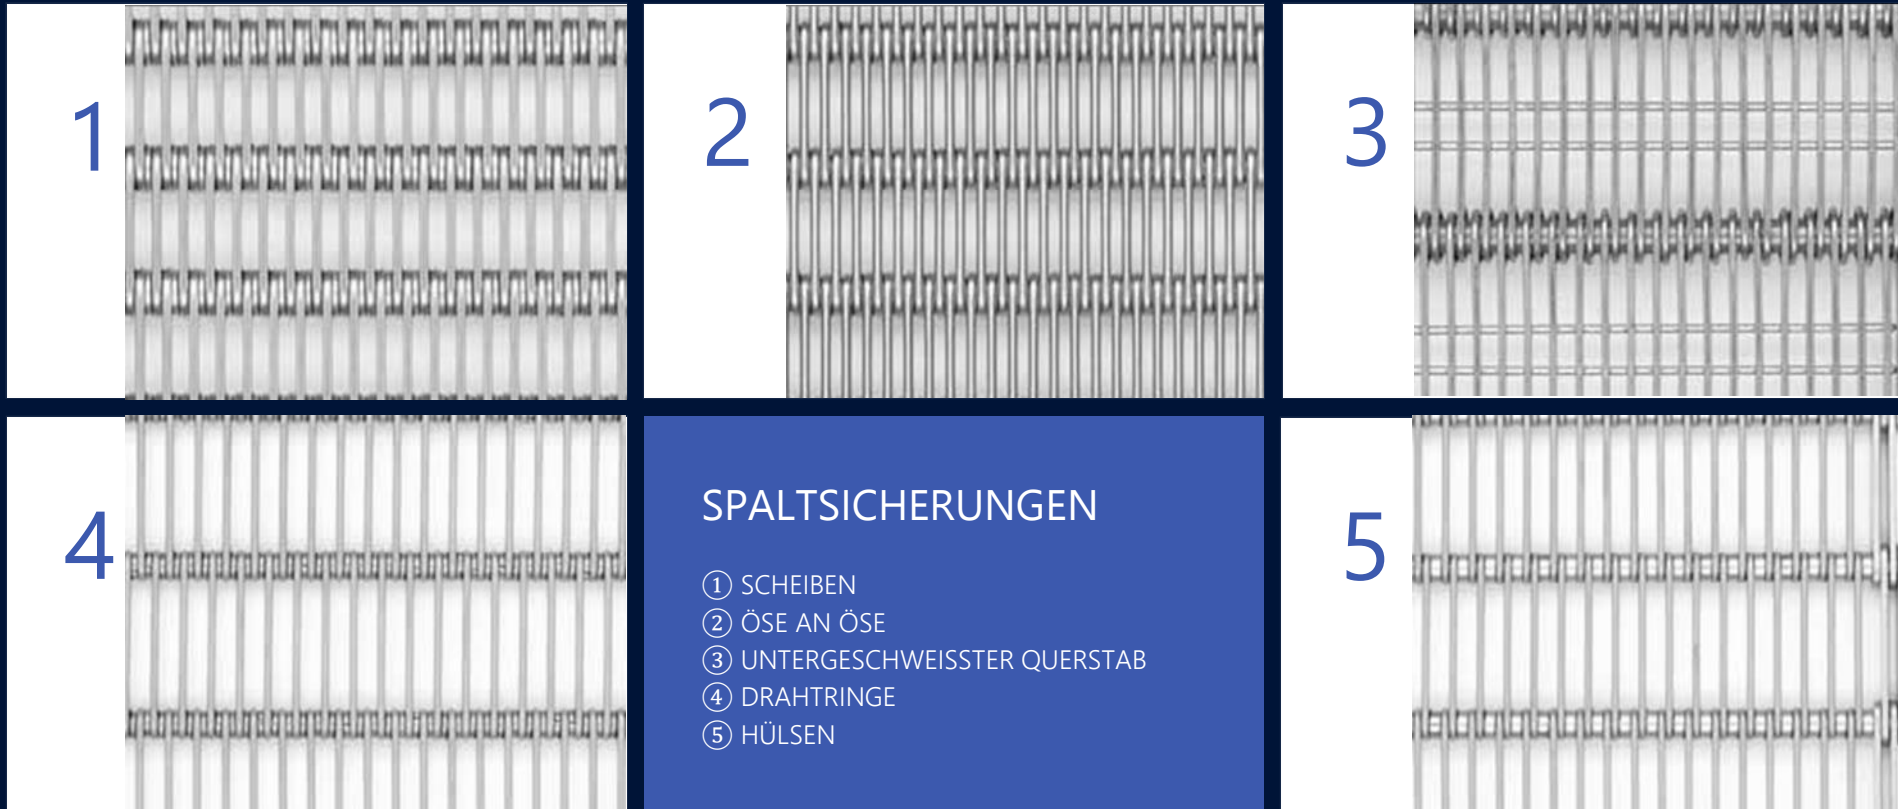 1
2
3
4
SPALTSICHERUNGEN
① SCHEIBEN
② ÖSE AN ÖSE
③ UNTERGESCHWEISSTER QUERSTAB
④ DRAHTRINGE
⑤ HÜLSEN
5